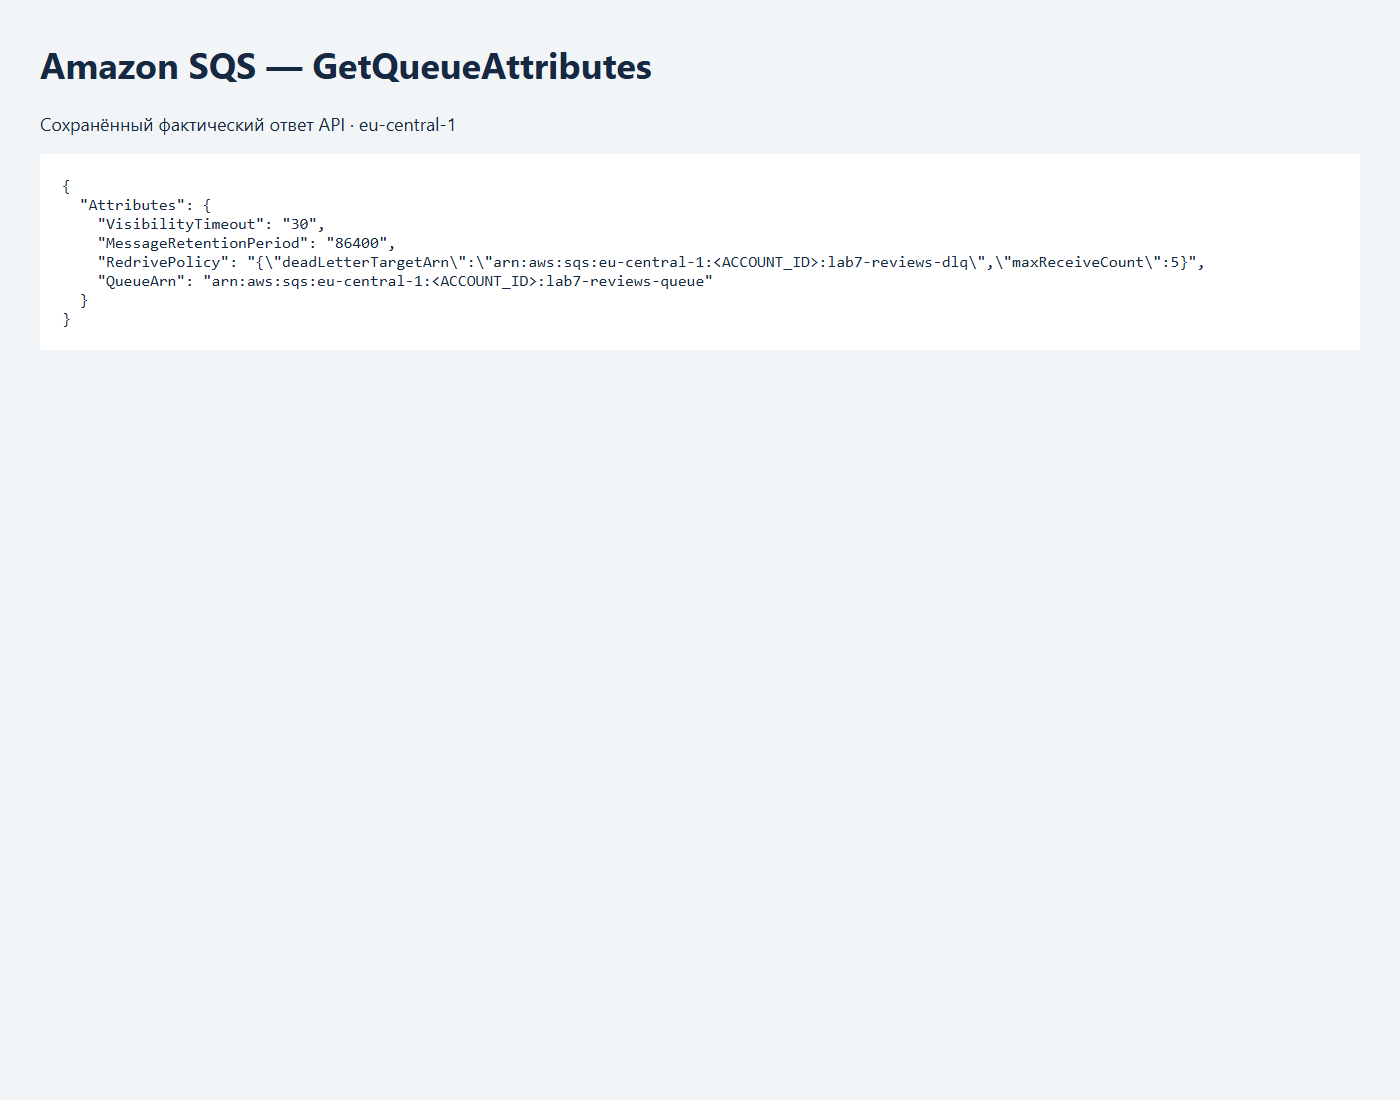 Amazon SQS — GetQueueAttributes
Сохранённый фактический ответ API · eu-central-1
{
  "Attributes": {
    "VisibilityTimeout": "30",
    "MessageRetentionPeriod": "86400",
    "RedrivePolicy": "{\"deadLetterTargetArn\":\"arn:aws:sqs:eu-central-1:<ACCOUNT_ID>:lab7-reviews-dlq\",\"maxReceiveCount\":5}",
    "QueueArn": "arn:aws:sqs:eu-central-1:<ACCOUNT_ID>:lab7-reviews-queue"
  }
}